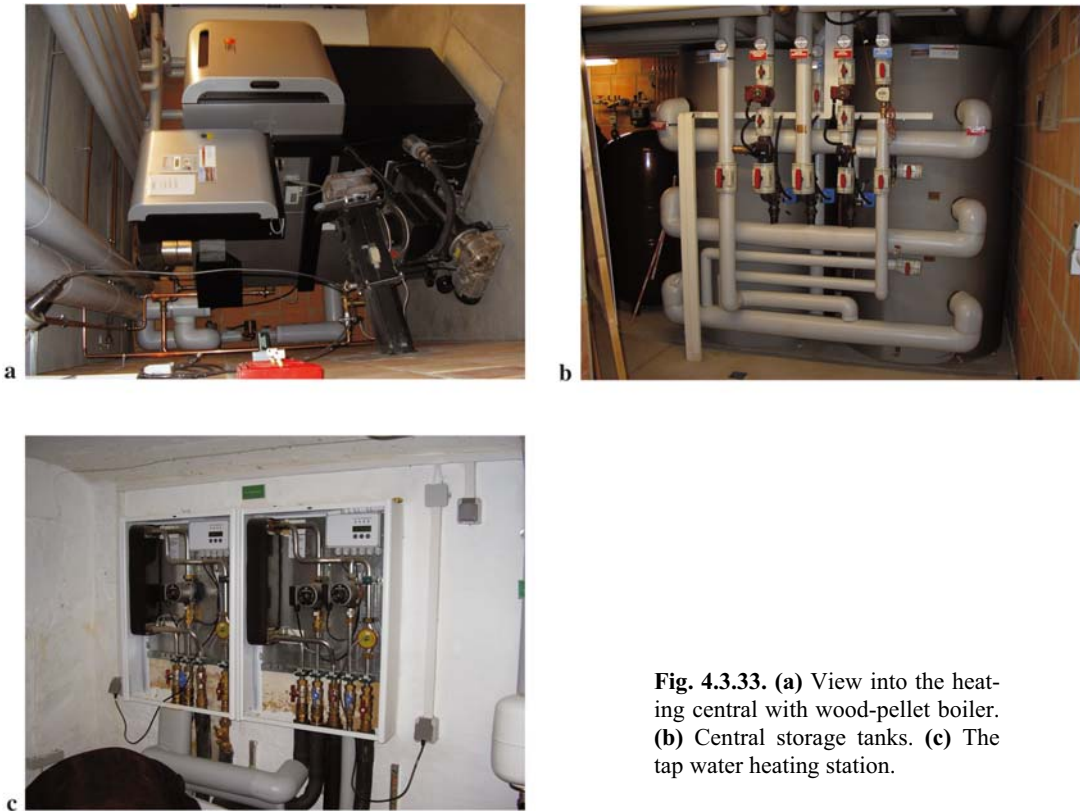 a
b
c
Fig. 4.3.33. (a) View into the heat-
ing central with wood-pellet boiler.
(b) Central storage tanks. (c) The
tap water heating station.